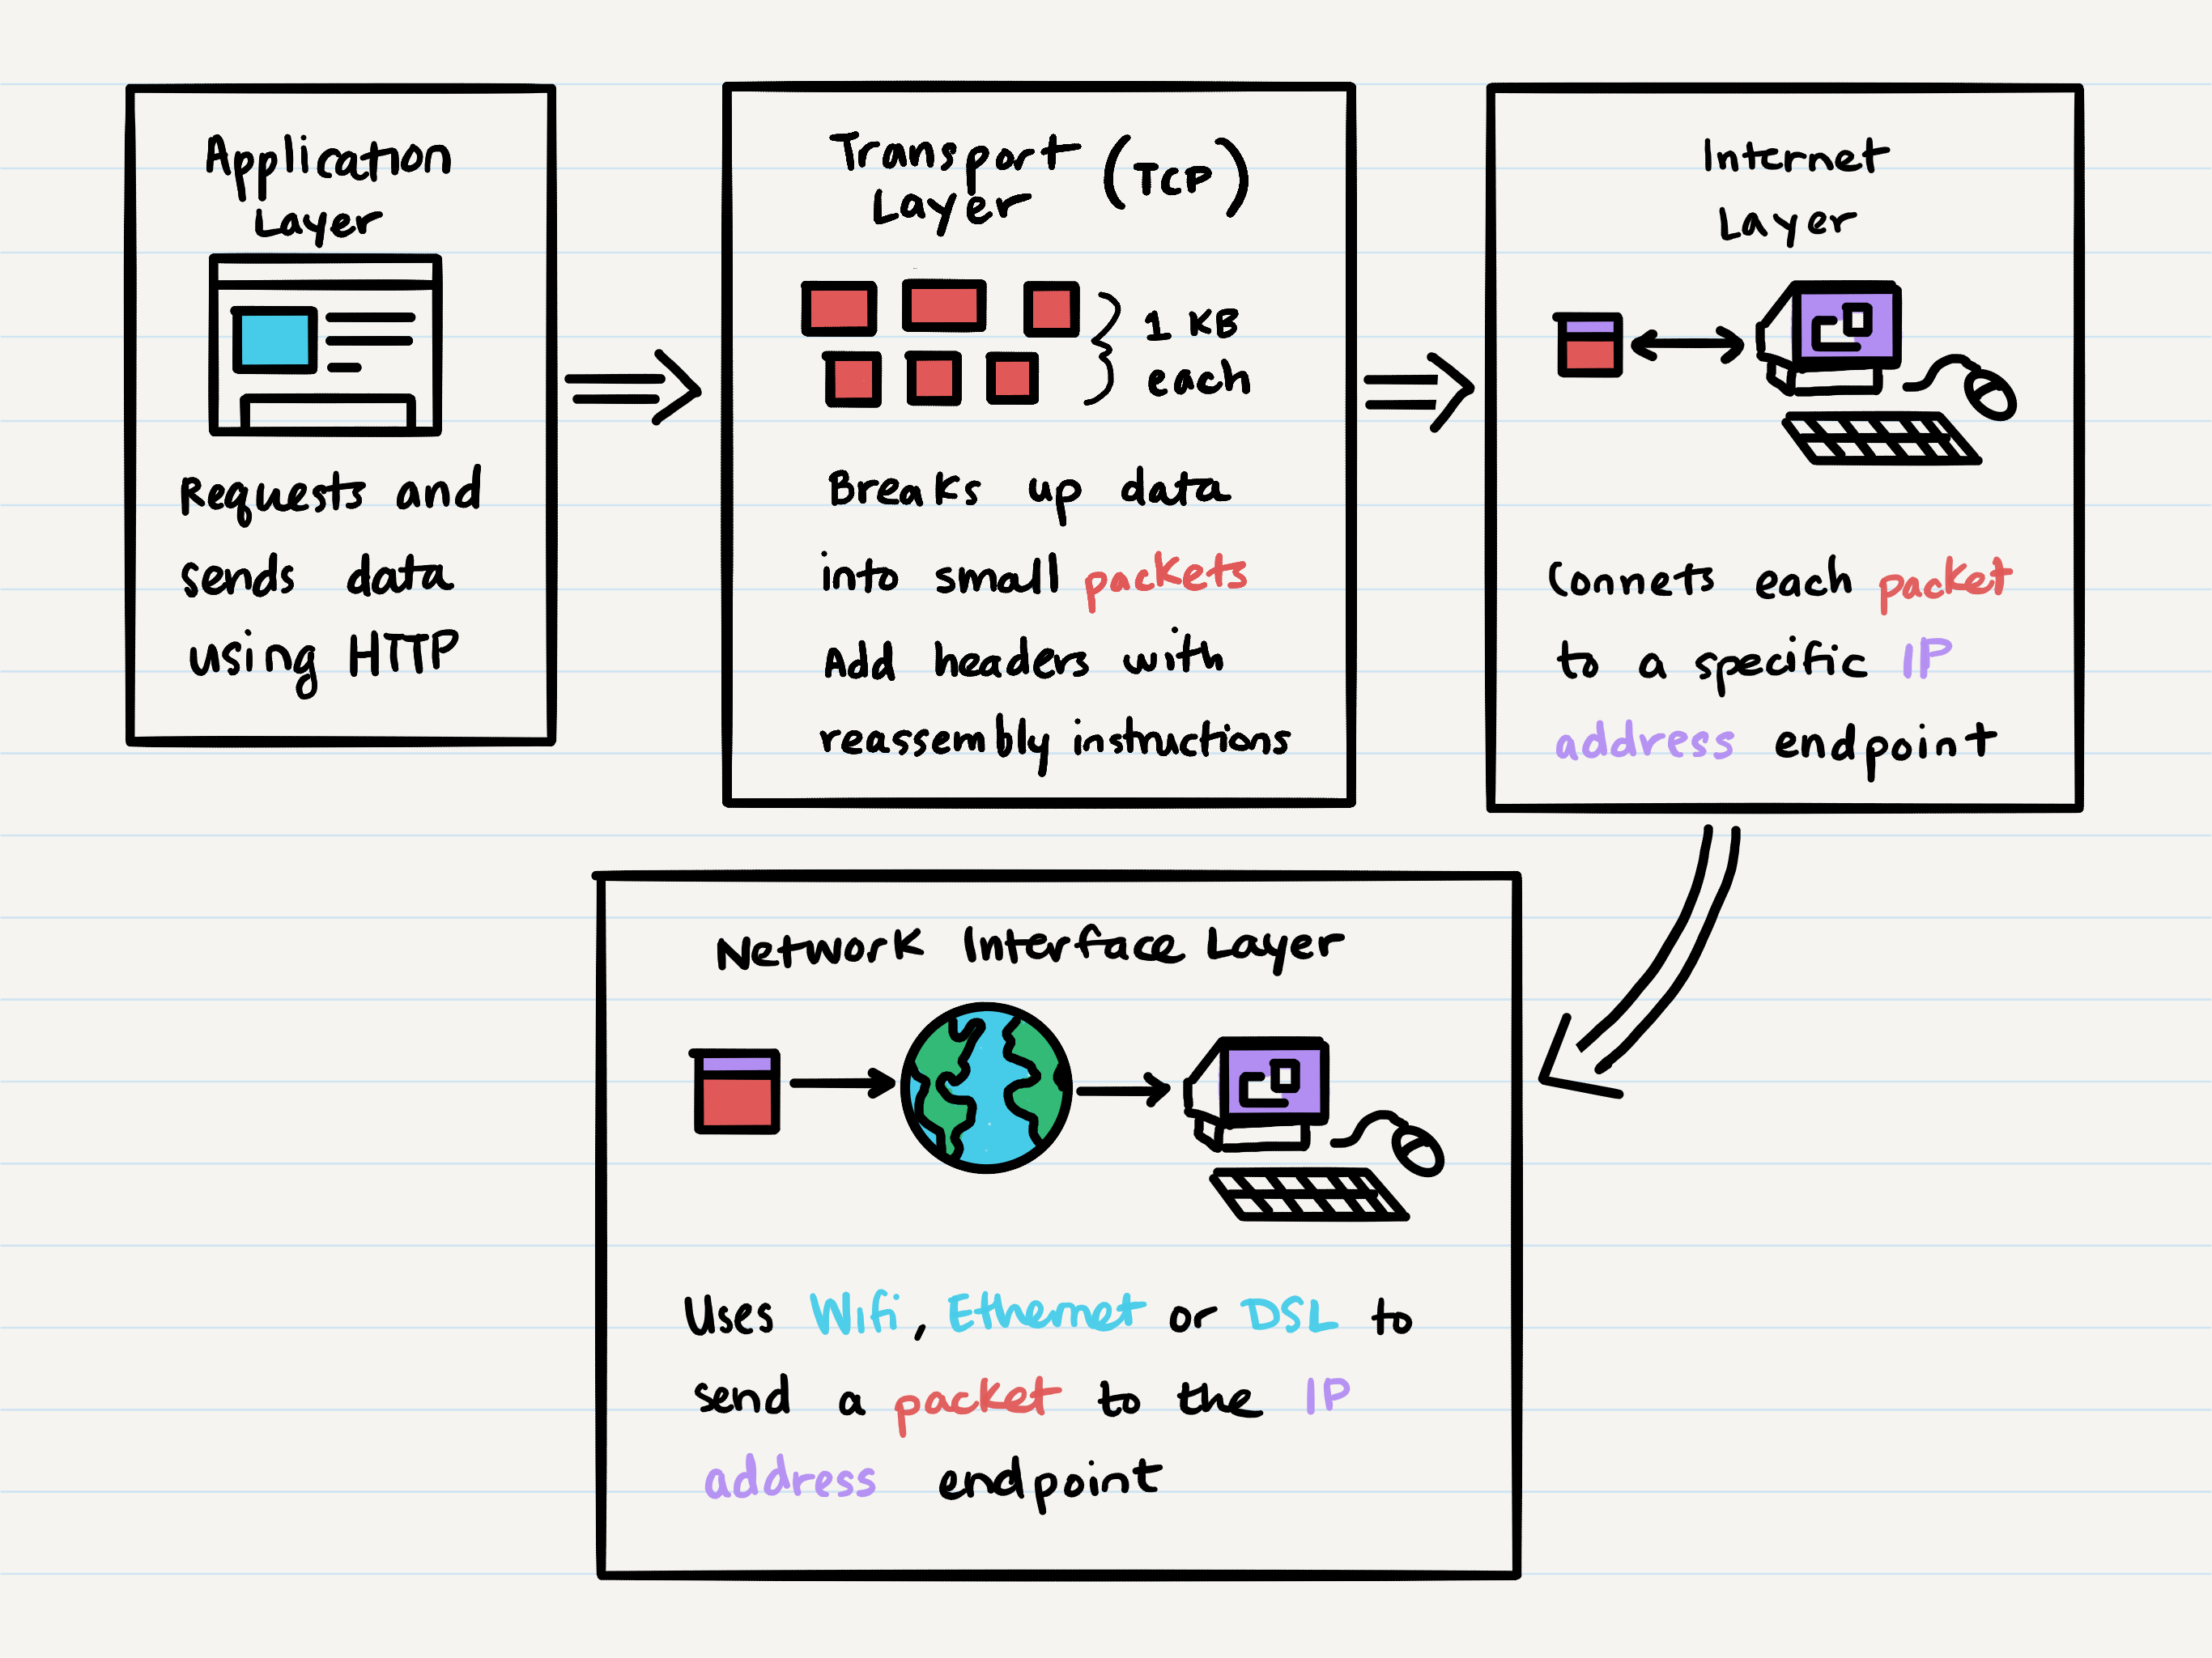 Application
Layer
Requests and
sends data
using HTTP
Transport (TCP)
Layer
1 KB
each
Breaks up data
into small packets
Add headers with
reassembly instructions
Internet
Layer
Connets each packet
to a specific IP
address endpoint
Network Interface Layer
Uses Wifi, Ethernet or DSL to
send a packet to the IP
address endpoint